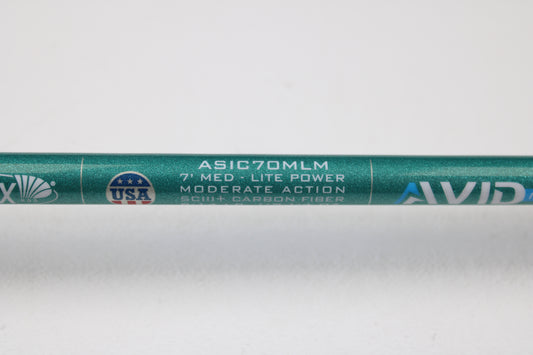 X
USA
ASIC70MLM
7' MED - LITE POWER
MODERATE ACTION
SCIII+ CARBON FIBER
AVID